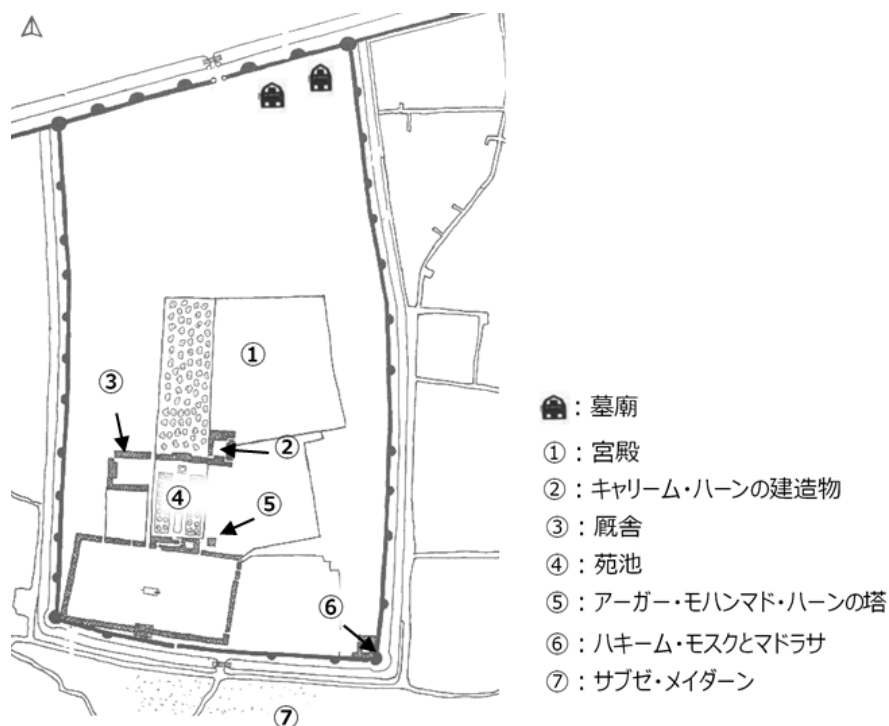 ①
③
②
④
⑤
⑥
⑦
：墓廟
①：宮殿
②：キャリーム・ハーンの建造物
③：厩舎
④：苑池
⑤：アーガー・モハンマド・ハーンの塔
⑥：ハキーム・モスクとマドラサ
⑦：サブゼ・メイダーン